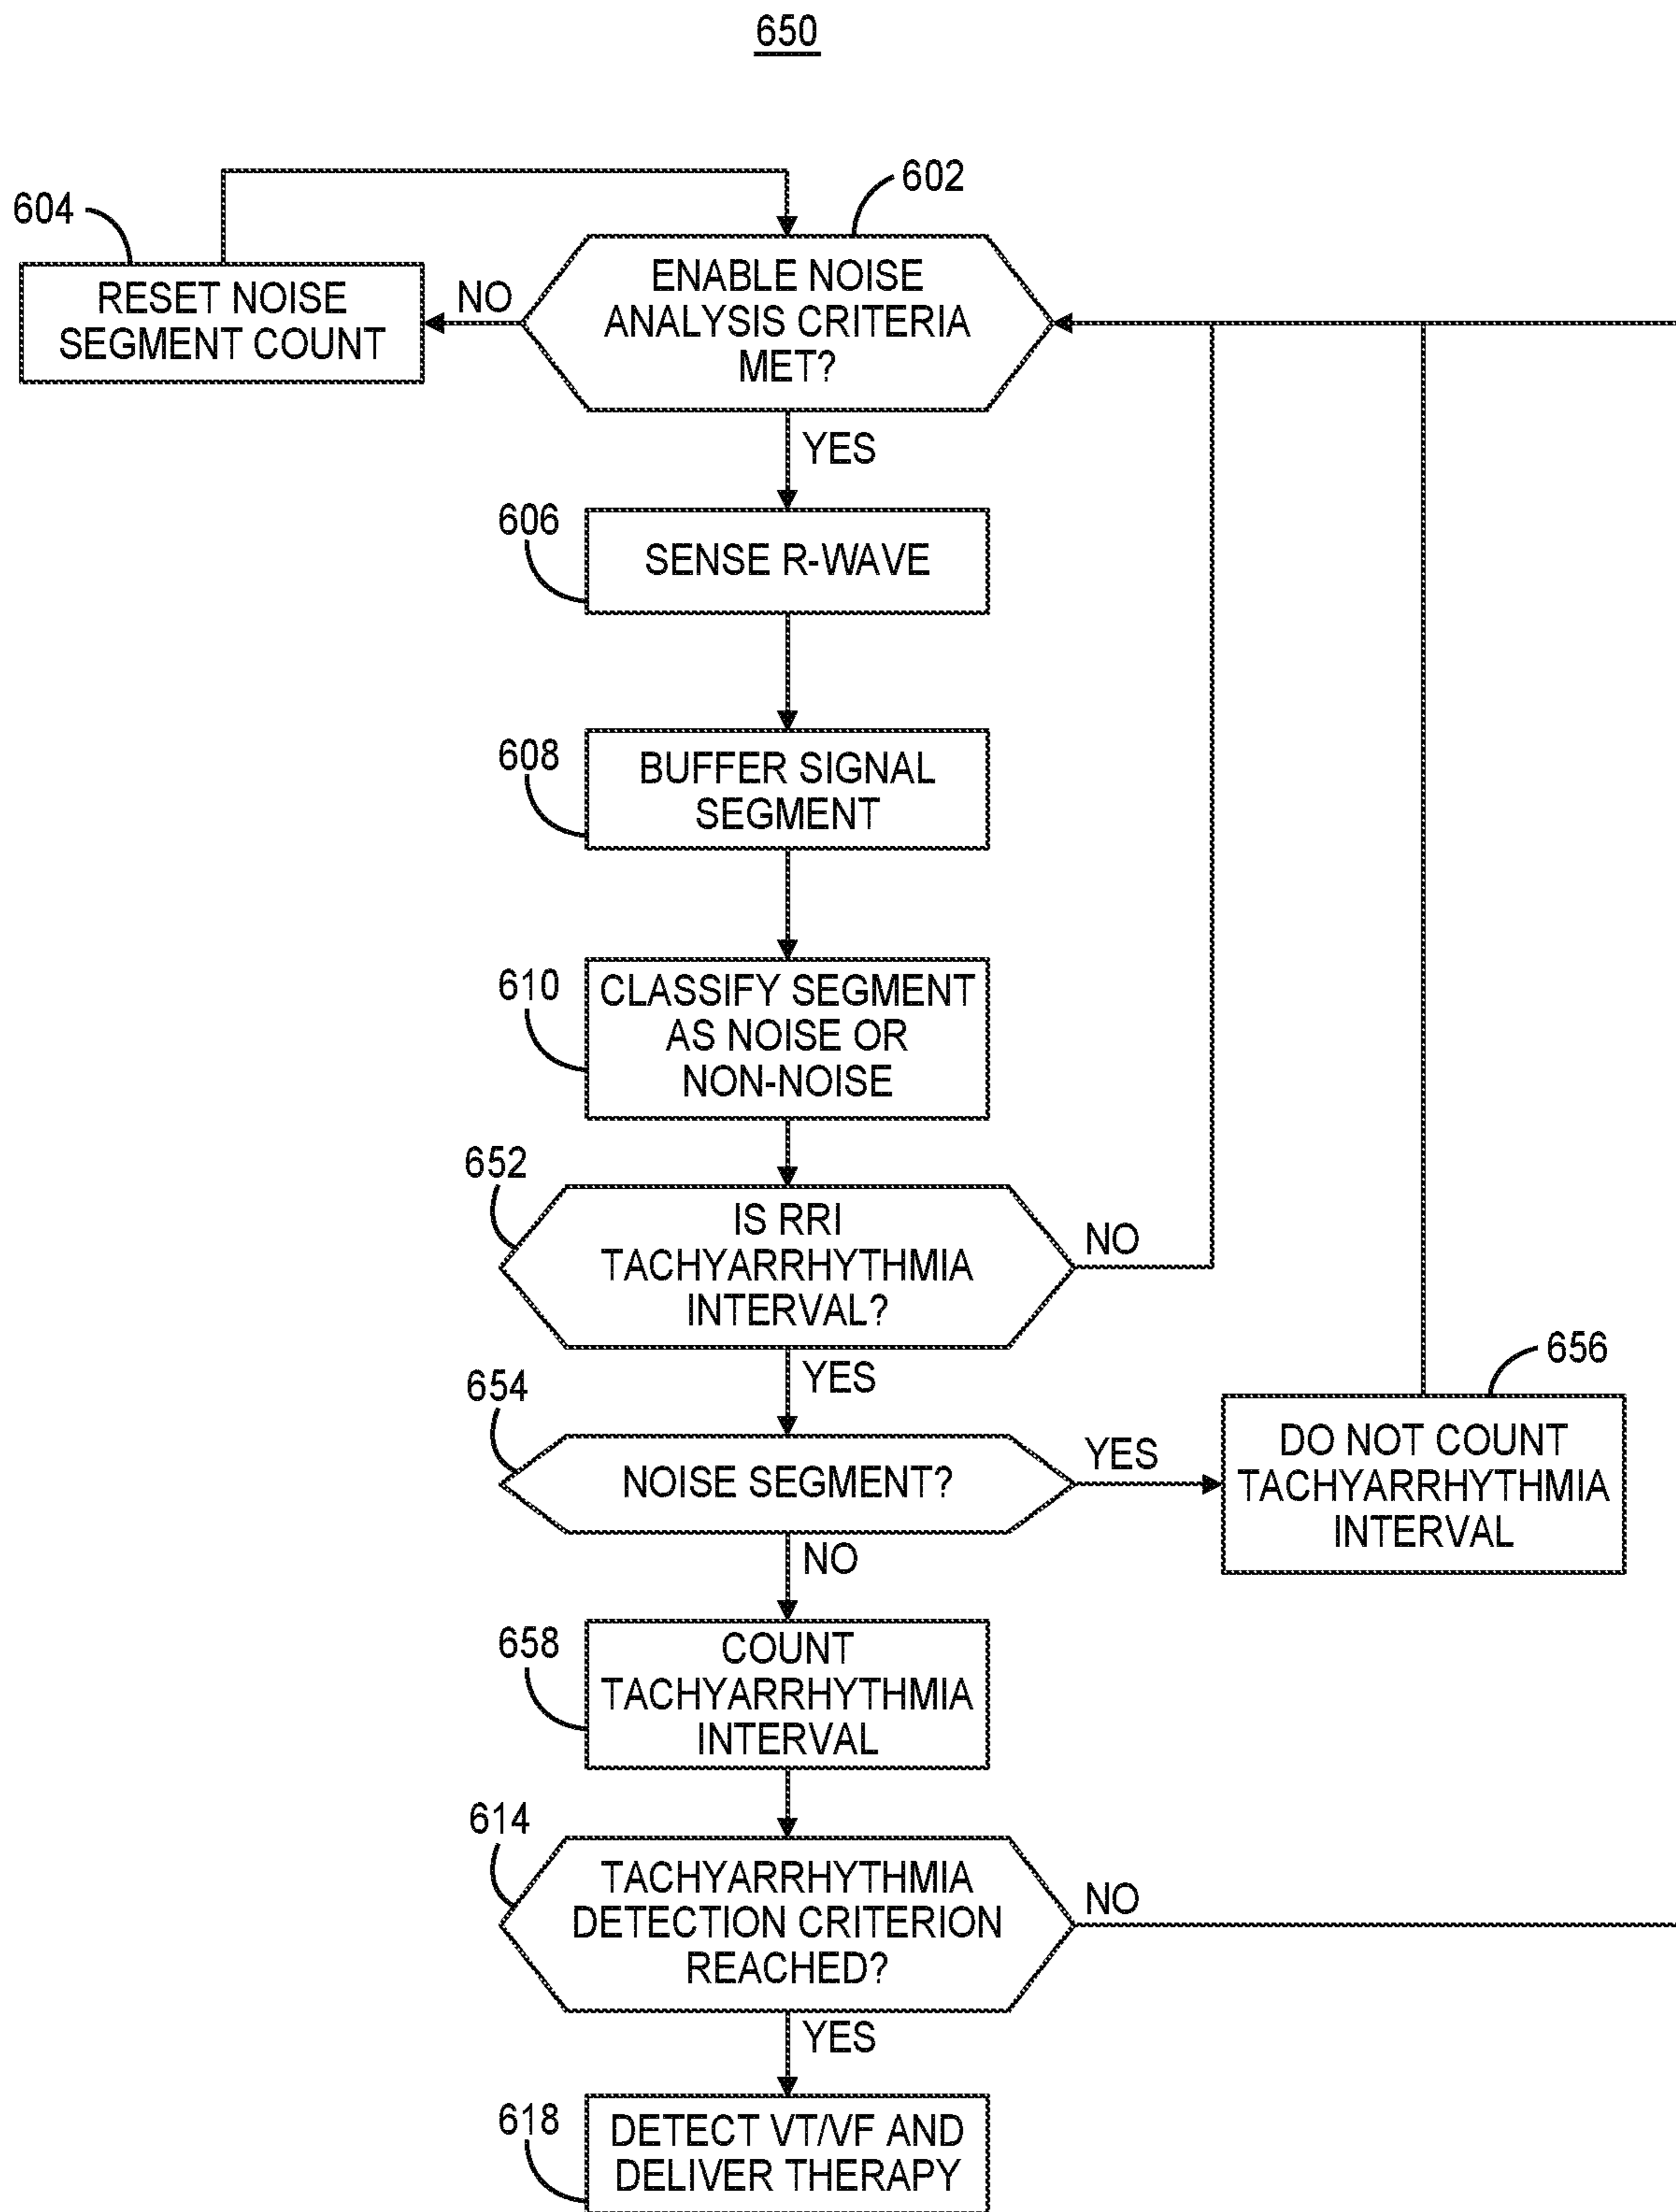 650
602
604
ENABLE NOISE
ANALYSIS CRITERIA
MET?
NO
RESET NOISE
SEGMENT COUNT
YES
606
SENSE R-WAVE
608
BUFFER SIGNAL
SEGMENT
610
CLASSIFY SEGMENT
AS NOISE OR
NON-NOISE
652
IS RRI
TACHYARRHYTHMIA
INTERVAL?
NO
YES
654
NOISE SEGMENT?
YES
656
DO NOT COUNT
TACHYARRHYTHMIA
INTERVAL
NO
658
COUNT
TACHYARRHYTHMIA
INTERVAL
614
TACHYARRHYTHMIA
DETECTION CRITERION
REACHED?
NO
YES
618
DETECT VT/VF AND
DELIVER THERAPY